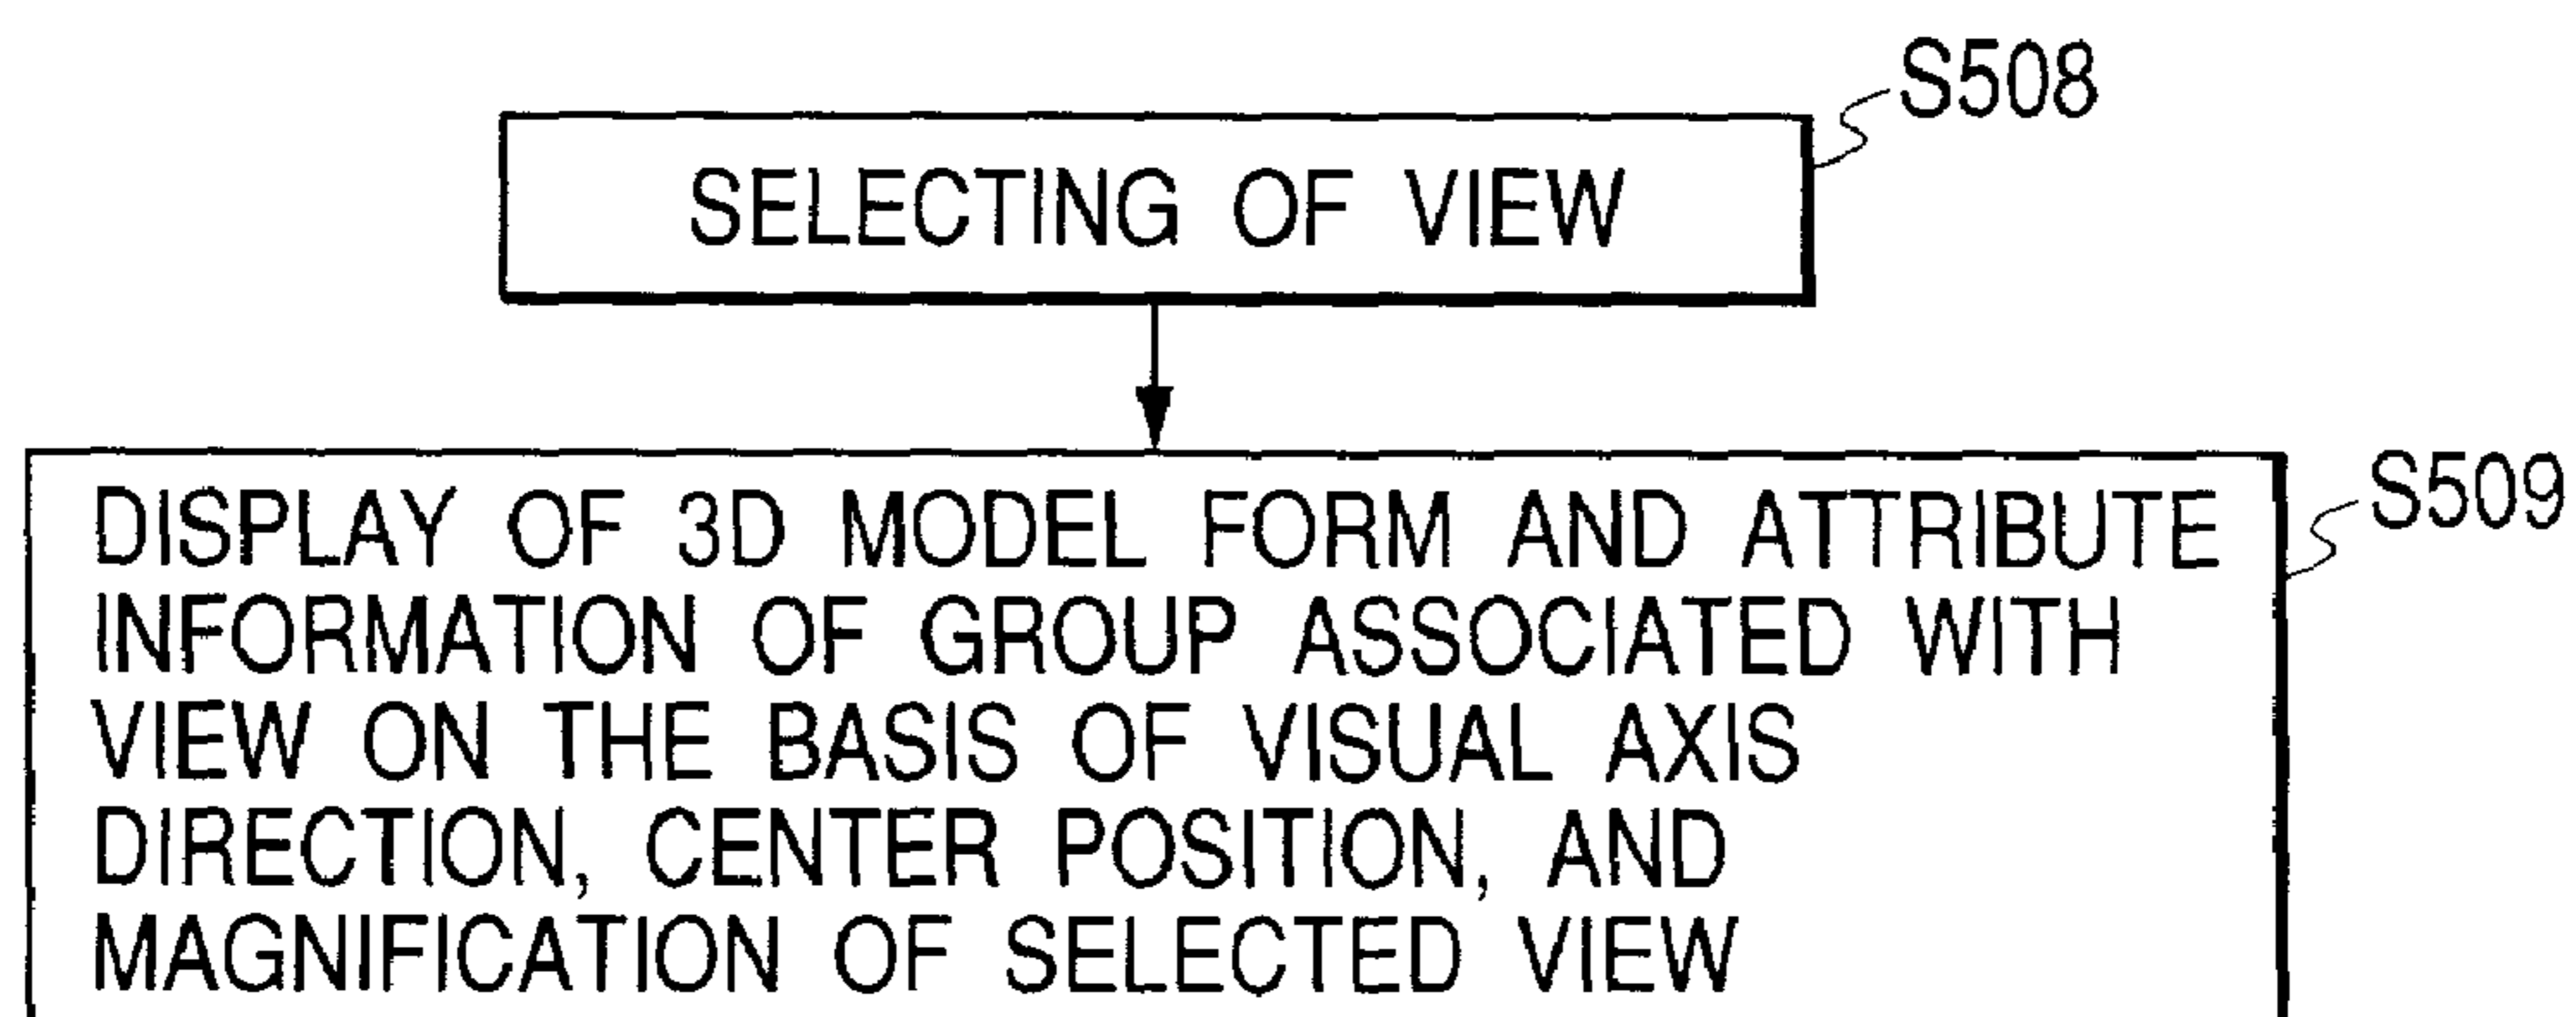 S508
SELECTING OF VIEW
S509
DISPLAY OF 3D MODEL FORM AND ATTRIBUTE
INFORMATION OF GROUP ASSOCIATED WITH
VIEW ON THE BASIS OF VISUAL AXIS
DIRECTION, CENTER POSITION, AND
MAGNIFICATION OF SELECTED VIEW